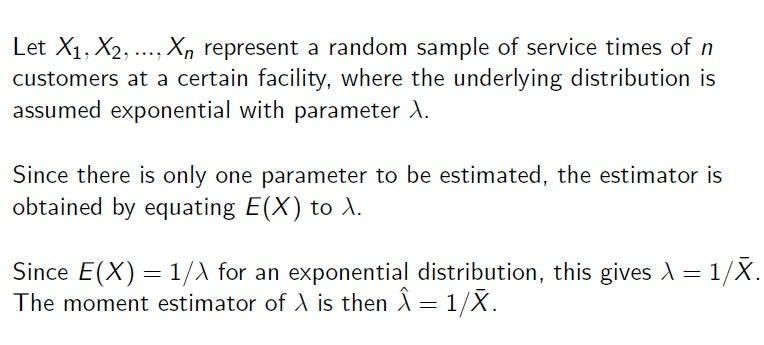 Let X₁, X₂, ..., Xₙ represent a random sample of service times of n
customers at a certain facility, where the underlying distribution is
assumed exponential with parameter λ.
Since there is only one parameter to be estimated, the estimator is
obtained by equating E(X) to λ.
Since E(X) = 1/λ for an exponential distribution, this gives λ = 1/X̄.
The moment estimator of λ is then λ̂ = 1/X̄.